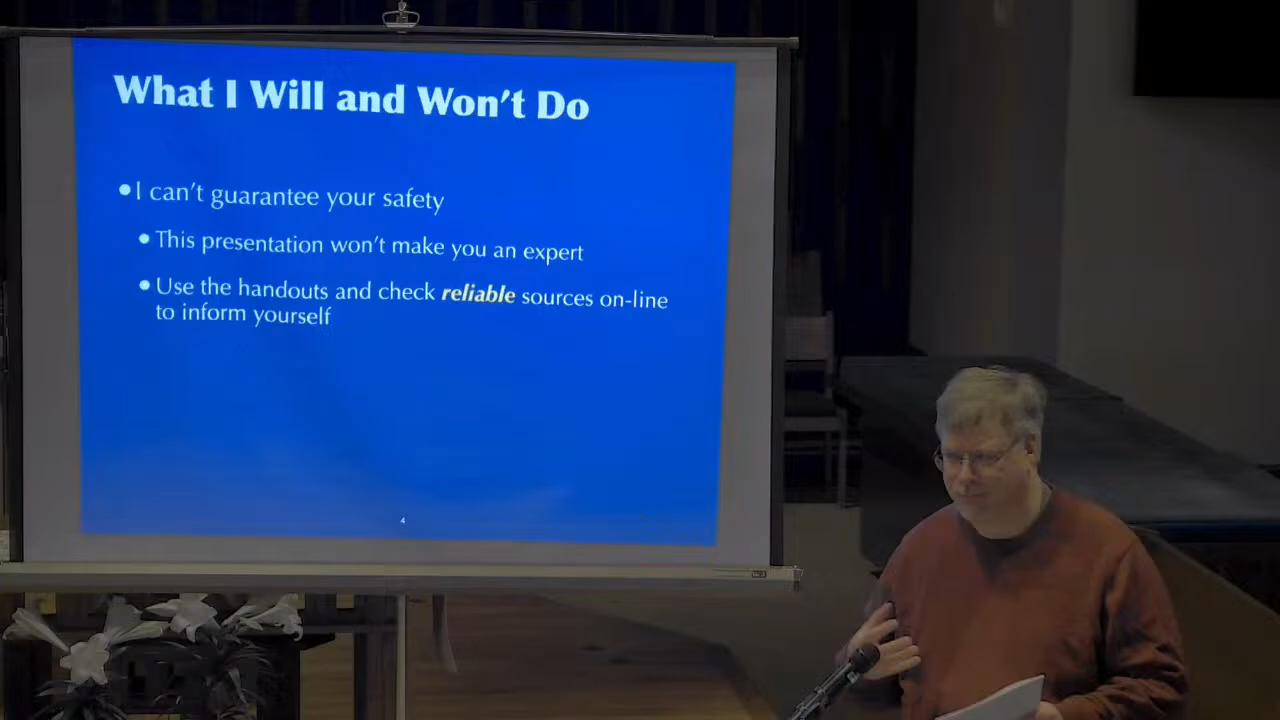 What I Will and Won't Do
•I can't guarantee your safety
• This presentation won't make you an expert
• Use the handouts and check reliable sources on-line
to inform yourself
4